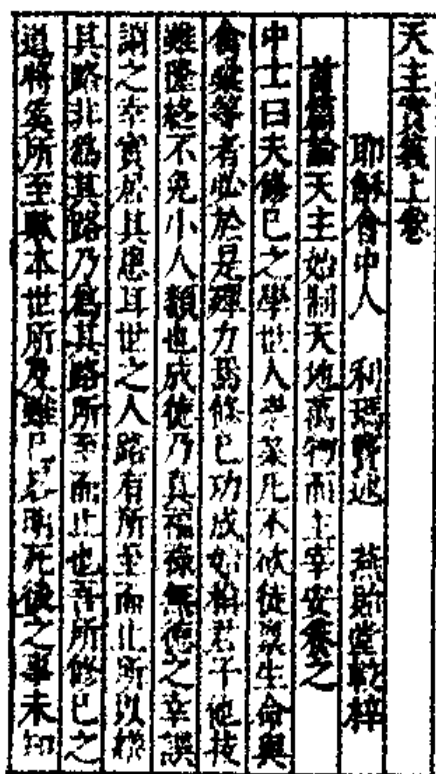 天主實義上卷
耶穌會中人 利瑪竇述 燕貽堂較梓
首篇論天主始制天地萬物而主宰安養之
中士曰夫修己之學世人崇業凡不欲徒稟生命與
禽彙等者必於是殫力焉修己功成始稱君子他技
雖隆終不免小人類也成德乃真福祿無德之幸誤
謂之幸實居其患耳世之人路有所至而止所以繕
其路非為其路乃為其路所至而止也吾所修己之
道將奚所至歟本世所及雖已畧明死後之事未知